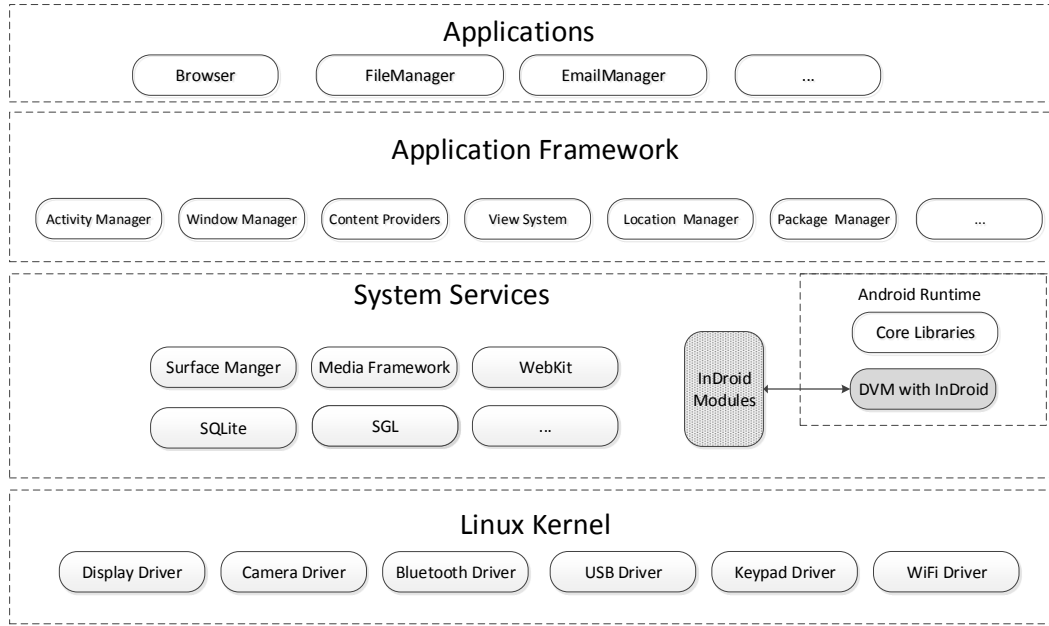 Applications
Browser
FileManager
EmailManager
...
Application Framework
Activity Manager
Window Manager
Content Providers
View System
Location Manager
Package Manager
...
System Services
Android Runtime
Core Libraries
Surface Manger
Media Framework
WebKit
InDroid
Modules
DVM with InDroid
SQLite
SGL
...
Linux Kernel
Display Driver
Camera Driver
Bluetooth Driver
USB Driver
Keypad Driver
WiFi Driver